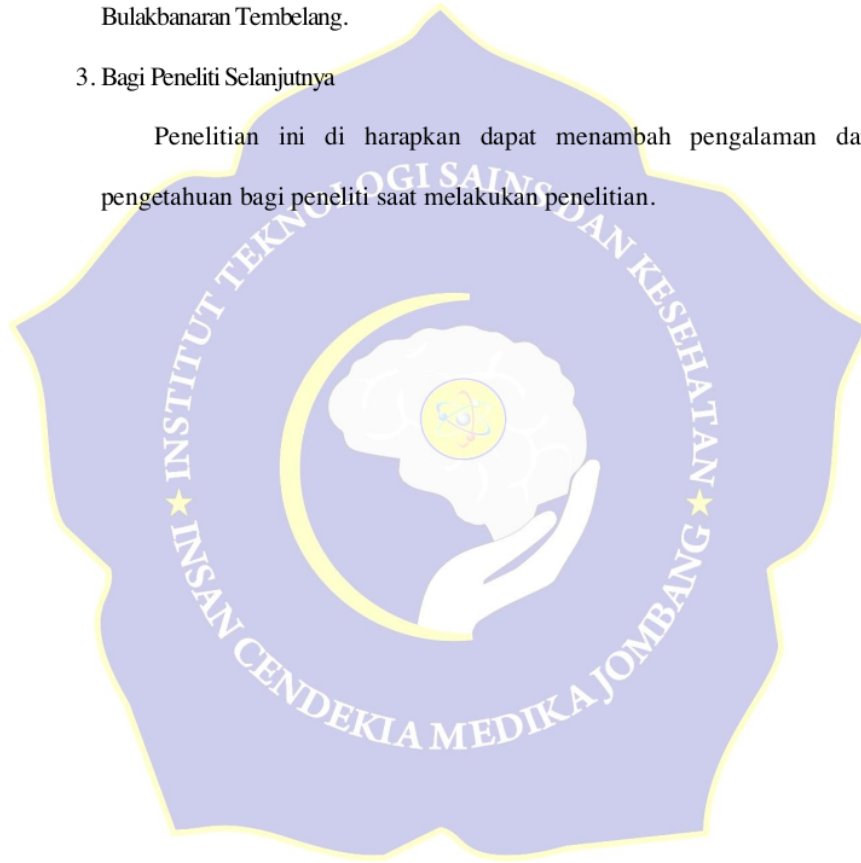 Bulakbanaran Tembelang.
3. Bagi Peneliti Selanjutnya
Penelitian ini di harapkan dapat menambah pengalaman da
pengetahuan bagi peneliti saat melakukan penelitian.
INSTITUT TEKNOLOGI SAINS DAN KESEHATAN
INSAN CENDEKIA MEDIKA JOMBANG